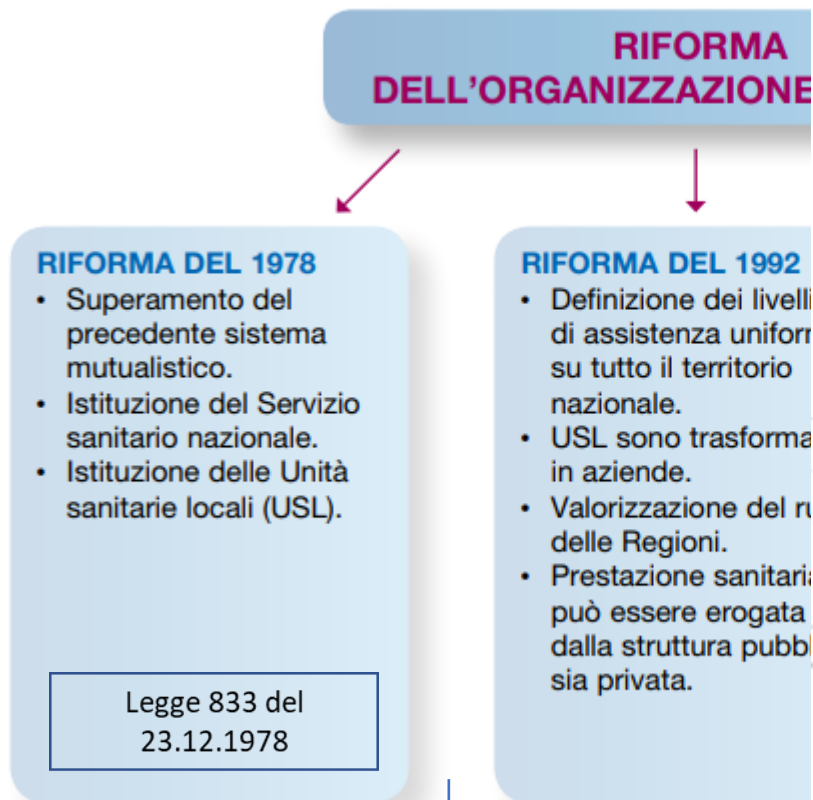 RIFORMA
DELL'ORGANIZZAZIONE
RIFORMA DEL 1978
• Superamento del
precedente sistema
mutualistico.
• Istituzione del Servizio
sanitario nazionale.
• Istituzione delle Unità
sanitarie locali (USL).
Legge 833 del
23.12.1978
RIFORMA DEL 1992
• Definizione dei livelli
di assistenza
su tutto il territorio
nazionale.
• USL sono
in aziende.
• Valorizzazione del
delle Regioni.
• Prestazione
può essere erogata
dalla struttura
sia privata.